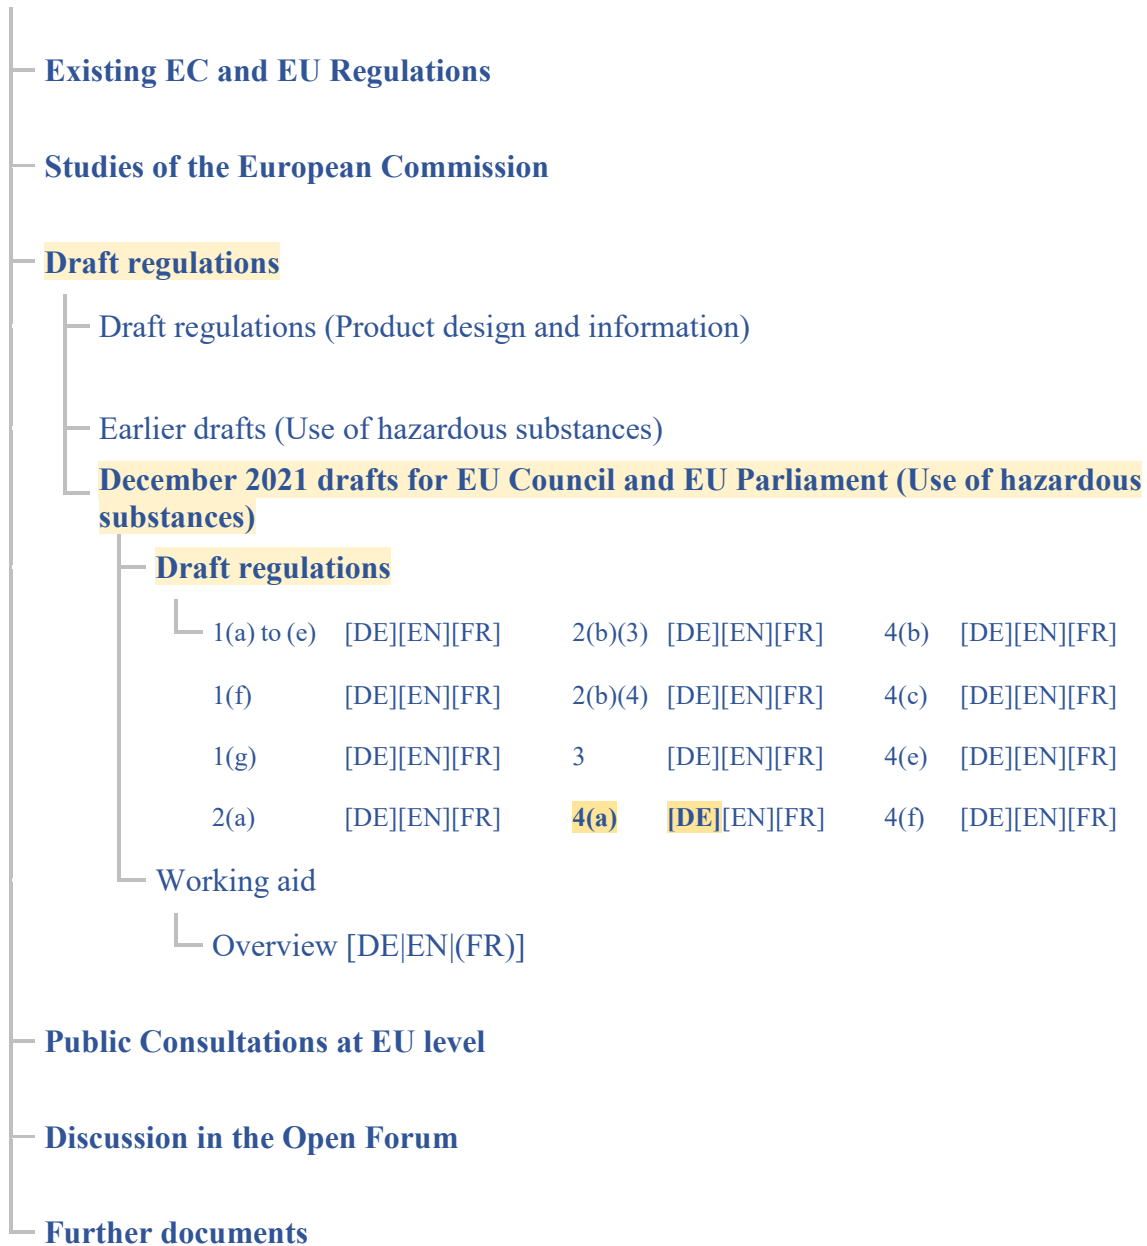 Existing EC and EU Regulations
Studies of the European Commission
Draft regulations
Draft regulations (Product design and information)
Earlier drafts (Use of hazardous substances)
December 2021 drafts for EU Council and EU Parliament (Use of hazardous
substances)
Draft regulations
1(a) to (e) [DE][EN][FR] 2(b)(3) [DE][EN][FR] 4(b) [DE][EN][FR]
1(f) [DE][EN][FR] 2(b)(4) [DE][EN][FR] 4(c) [DE][EN][FR]
1(g) [DE][EN][FR] 3 [DE][EN][FR] 4(e) [DE][EN][FR]
2(a) [DE][EN][FR] 4(a) [DE][EN][FR] 4(f) [DE][EN][FR]
Working aid
Overview [DE|EN|(FR)]
Public Consultations at EU level
Discussion in the Open Forum
Further documents